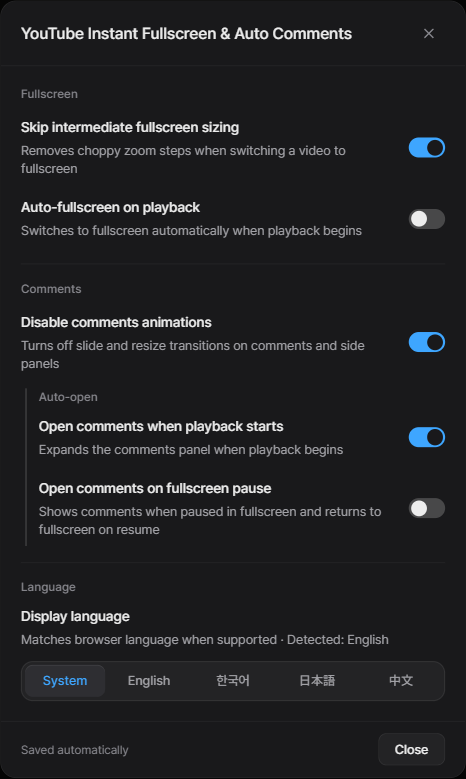 YouTube Instant Fullscreen & Auto Comments
Fullscreen
Skip intermediate fullscreen sizing
Removes choppy zoom steps when switching a video to
fullscreen
Auto-fullscreen on playback
Switches to fullscreen automatically when playback begins
Comments
Disable comments animations
Turns off slide and resize transitions on comments and side
panels
Auto-open
Open comments when playback starts
Expands the comments panel when playback begins
Open comments on fullscreen pause
Shows comments when paused in fullscreen and returns to
fullscreen on resume
Language
Display language
Matches browser language when supported · Detected: English
System English 한국어 日本語 中文
Saved automatically Close